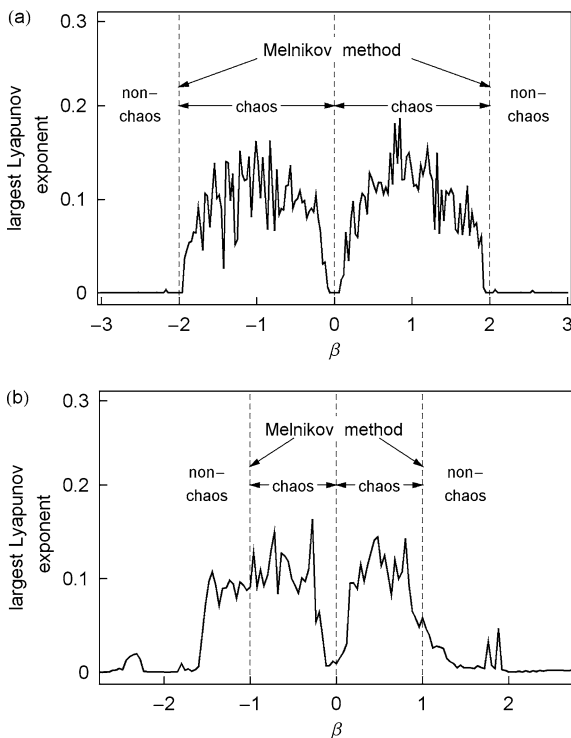 (a)
0.3
Melnikov method
non-
chaos
non-
chaos
0.2
chaos
chaos
0.1
0
largest Lyapunov
exponent
−3 −2 −1 0 1 2 3
β
(b)
0.3
Melnikov method
non-
chaos
non-
chaos
0.2
chaos
chaos
0.1
0
largest Lyapunov
exponent
−2 −1 0 1 2
β